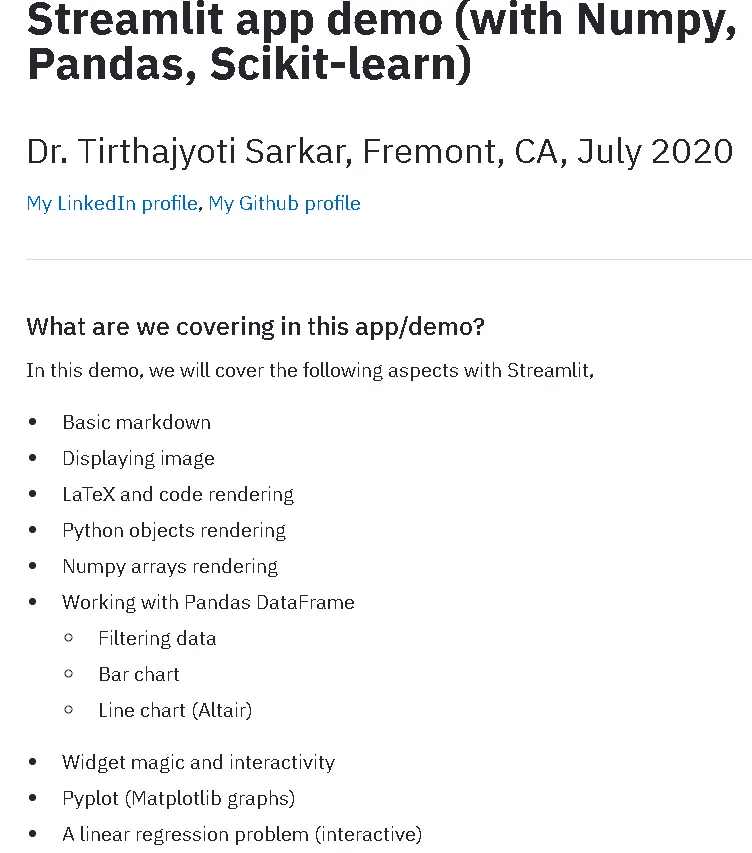 Streamlit app demo (with Numpy,
Pandas, Scikit-learn)
Dr. Tirthajyoti Sarkar, Fremont, CA, July 2020
My LinkedIn profile, My Github profile
What are we covering in this app/demo?
In this demo, we will cover the following aspects with Streamlit,
• Basic markdown
• Displaying image
• LaTeX and code rendering
• Python objects rendering
• Numpy arrays rendering
• Working with Pandas DataFrame
◦ Filtering data
◦ Bar chart
◦ Line chart (Altair)
• Widget magic and interactivity
• Pyplot (Matplotlib graphs)
• A linear regression problem (interactive)